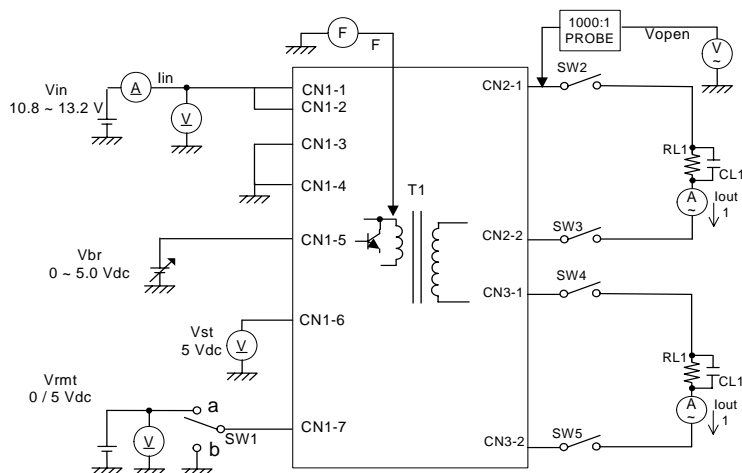 1000:1
PROBE
Vopen
F
F
V
~
SW2
Vin
10.8 ~ 13.2 V
A
Iin
V
CN1-1
CN1-2
CN2-1
CN1-3
RL1
CL1
CN1-4
T1
A
~
Iout
1
Vbr
0 ~ 5.0 Vdc
CN1-5
CN2-2
SW3
CN3-1
SW4
Vst
5 Vdc
V
CN1-6
RL1
CL1
Vrmt
0 / 5 Vdc
a
A
~
Iout
1
V
SW1
CN1-7
b
CN3-2
SW5